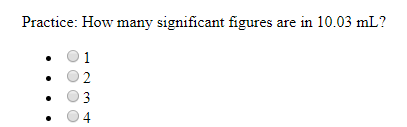 Practice: How many significant figures are in 10.03 mL?
• 1
• 2
• 3
• 4